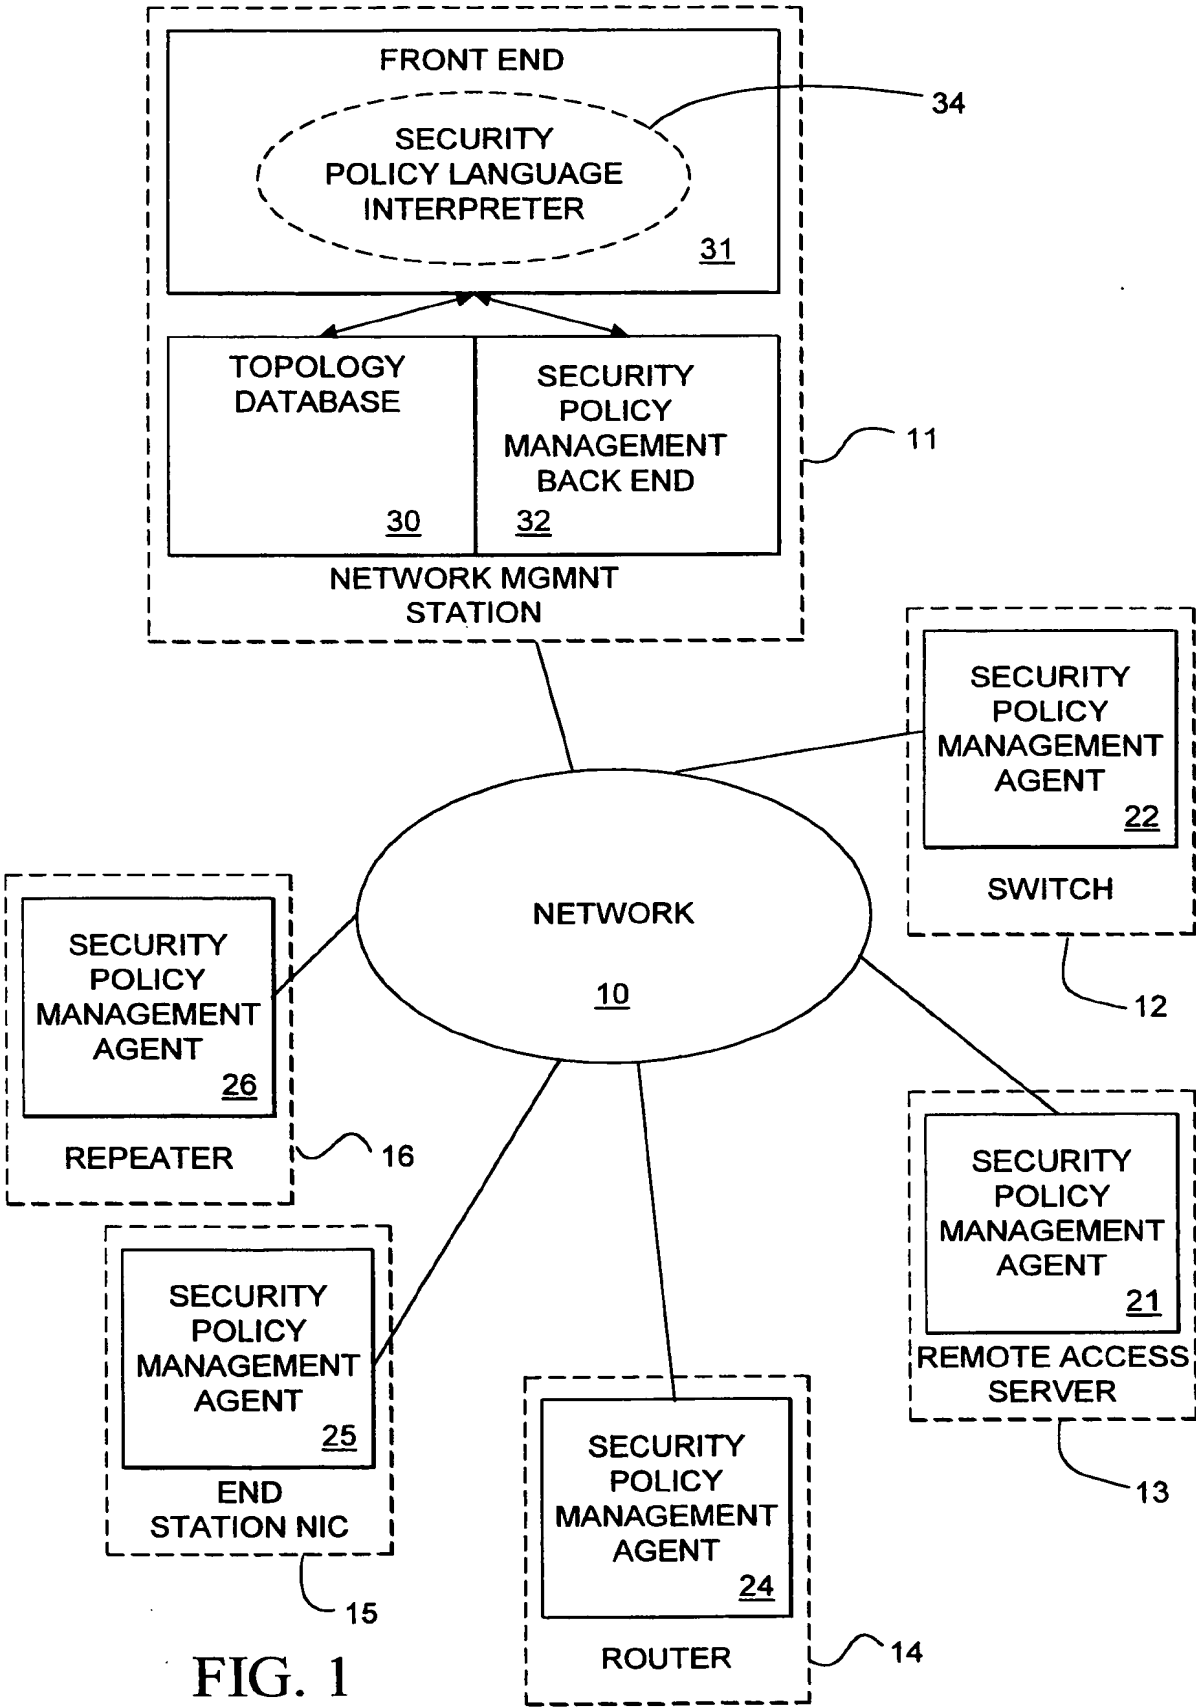 FRONT END
34
SECURITY
POLICY LANGUAGE
INTERPRETER
31
TOPOLOGY
DATABASE
30
SECURITY
POLICY
MANAGEMENT
BACK END
32
11
NETWORK MGMNT
STATION
SECURITY
POLICY
MANAGEMENT
AGENT
22
SWITCH
12
NETWORK
10
SECURITY
POLICY
MANAGEMENT
AGENT
26
REPEATER
16
SECURITY
POLICY
MANAGEMENT
AGENT
21
REMOTE ACCESS
SERVER
13
SECURITY
POLICY
MANAGEMENT
AGENT
25
END
STATION NIC
15
SECURITY
POLICY
MANAGEMENT
AGENT
24
ROUTER
14
FIG. 1